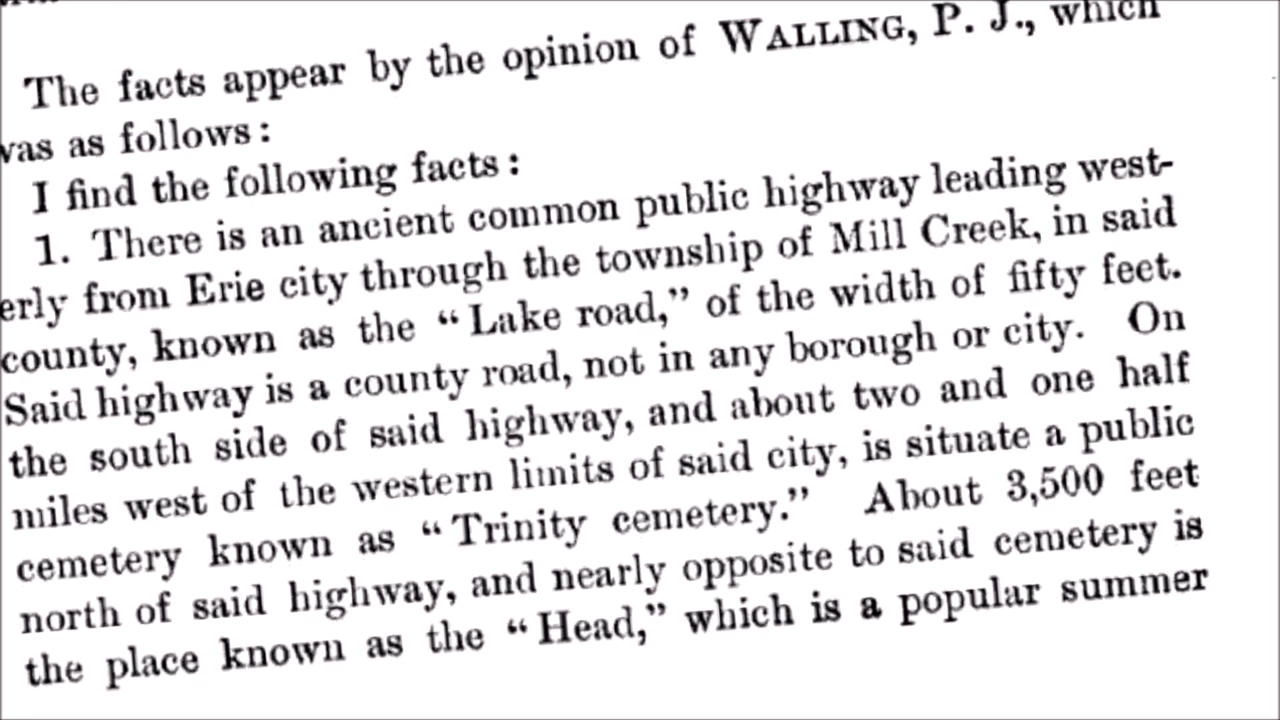 The facts appear by the opinion of WALLING, P. J., which
was as follows:
I find the following facts:
1. There is an ancient common public highway leading west-
erly from Erie city through the township of Mill Creek, in said
county, known as the “Lake road,” of the width of fifty feet.
Said highway is a county road, not in any borough or city. On
the south side of said highway, and about two and one half
miles west of the western limits of said city, is situate a public
cemetery known as “Trinity cemetery.” About 3,500 feet
north of said highway, and nearly opposite to said cemetery is
the place known as the “Head,” which is a popular summer